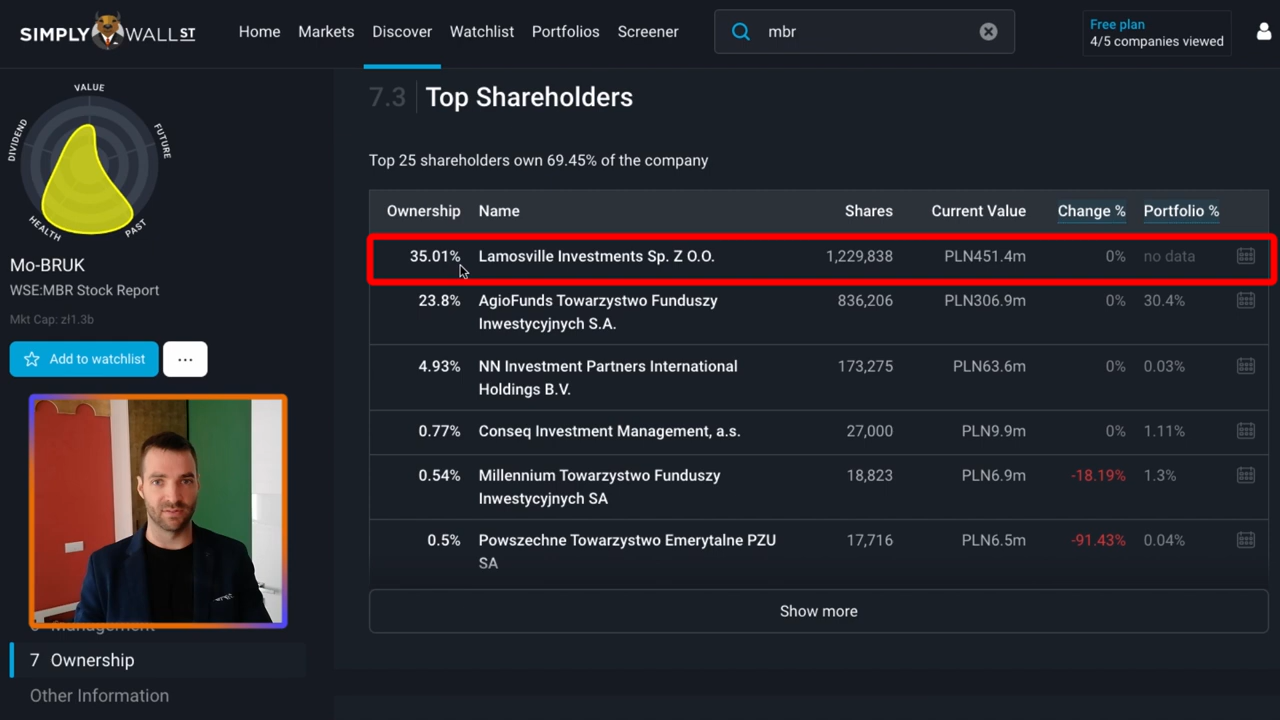 SIMPLY WALL ST
Home Markets Discover Watchlist Portfolios Screener
mbr
Free plan
4/5 companies viewed
VALUE
FUTURE
PAST
HEALTH
DIVIDEND
Mo-BRUK
WSE:MBR Stock Report
Mkt Cap: zł1.3b
Add to watchlist ...
6 Management
7 Ownership
Other Information
7.3 Top Shareholders
Top 25 shareholders own 69.45% of the company
Ownership Name Shares Current Value Change % Portfolio %
35.01% Lamosville Investments Sp. Z O.O. 1,229,838 PLN451.4m 0% no data
23.8% AgioFunds Towarzystwo Funduszy 836,206 PLN306.9m 0% 30.4%
Inwestycyjnych S.A.
4.93% NN Investment Partners International 173,275 PLN63.6m 0% 0.03%
Holdings B.V.
0.77% Conseq Investment Management, a.s. 27,000 PLN9.9m 0% 1.11%
0.54% Millennium Towarzystwo Funduszy 18,823 PLN6.9m -18.19% 1.3%
Inwestycyjnych SA
0.5% Powszechne Towarzystwo Emerytalne PZU 17,716 PLN6.5m -91.43% 0.04%
SA
Show more